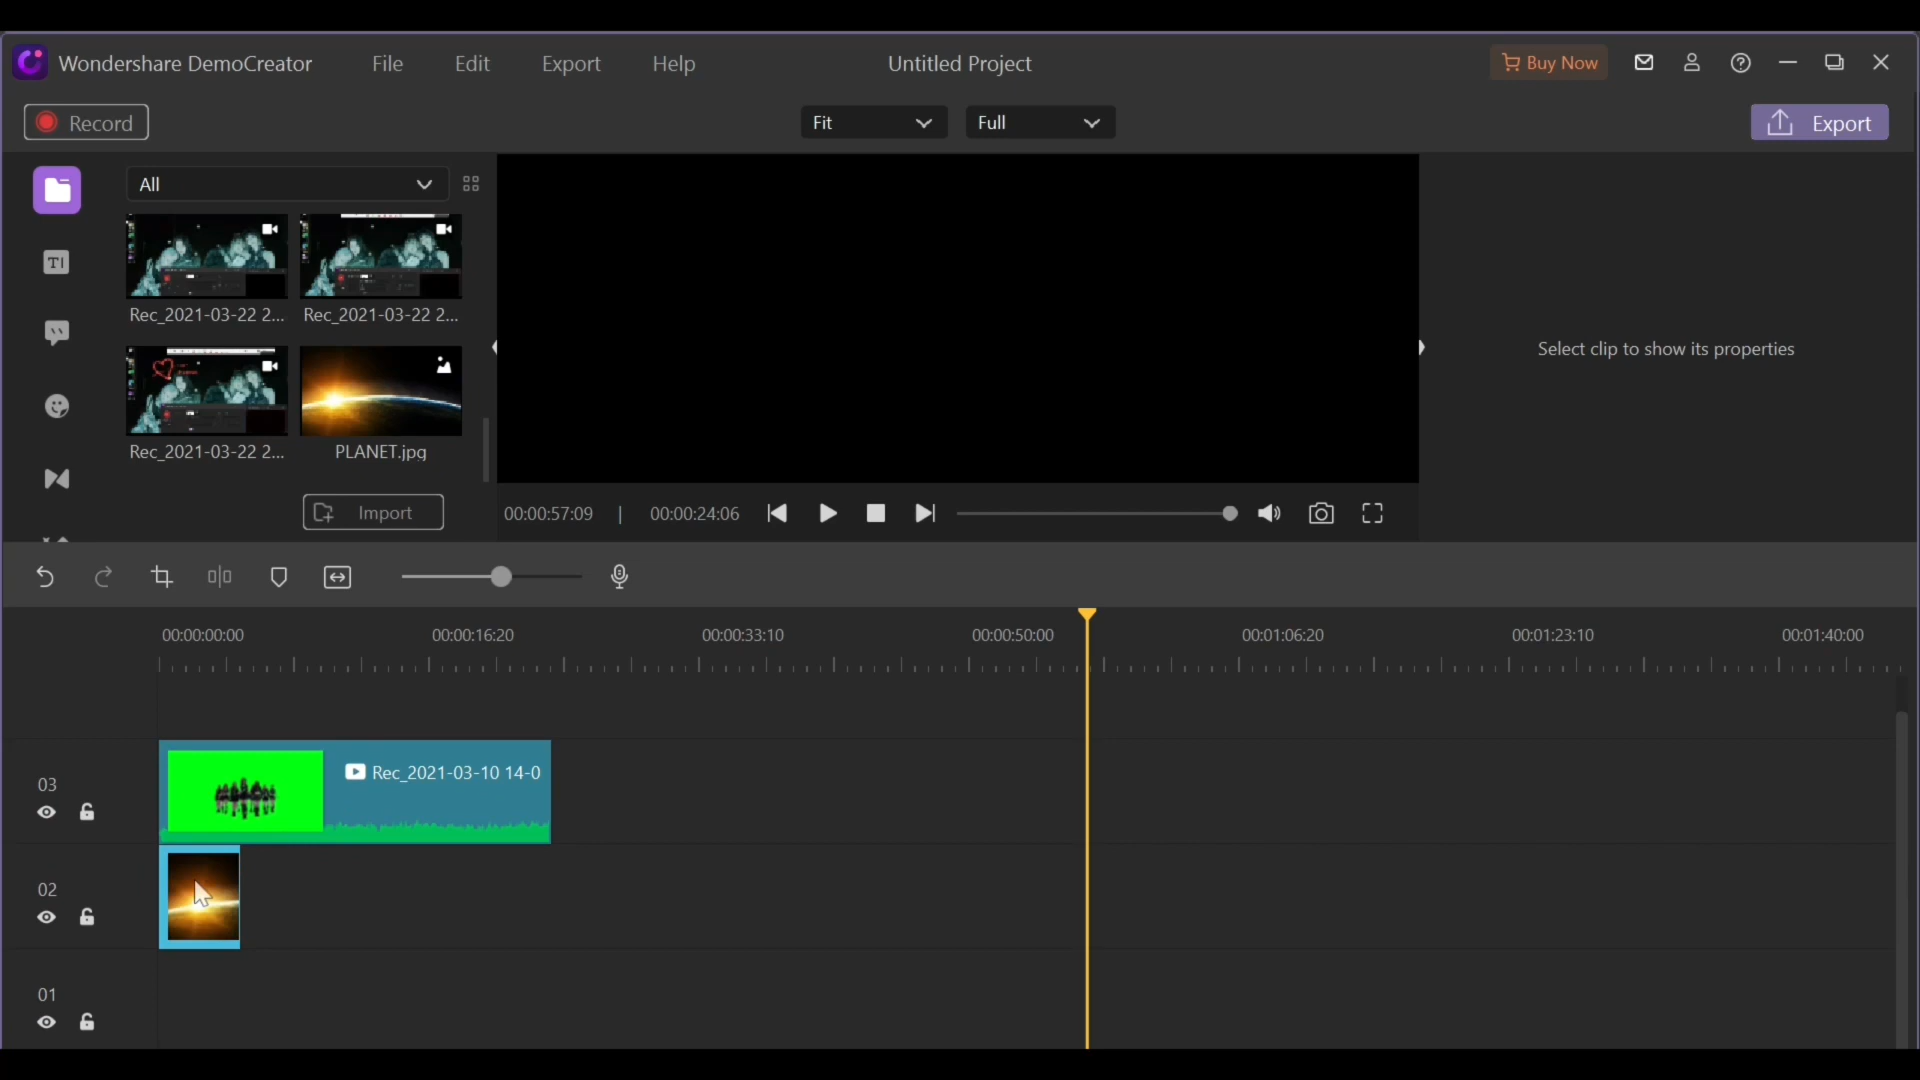 Wondershare DemoCreator File Edit Export Help Untitled Project Buy Now
Record Fit Full Export
All
Rec_2021-03-22 2... Rec_2021-03-22 2...
Rec_2021-03-22 2... PLANET.jpg
Import
Select clip to show its properties
00:00:57:09 | 00:00:24:06
00:00:00:00 00:00:16:20 00:00:33:10 00:00:50:00 00:01:06:20 00:01:23:10 00:01:40:00
03
Rec_2021-03-10 14-0
02
01